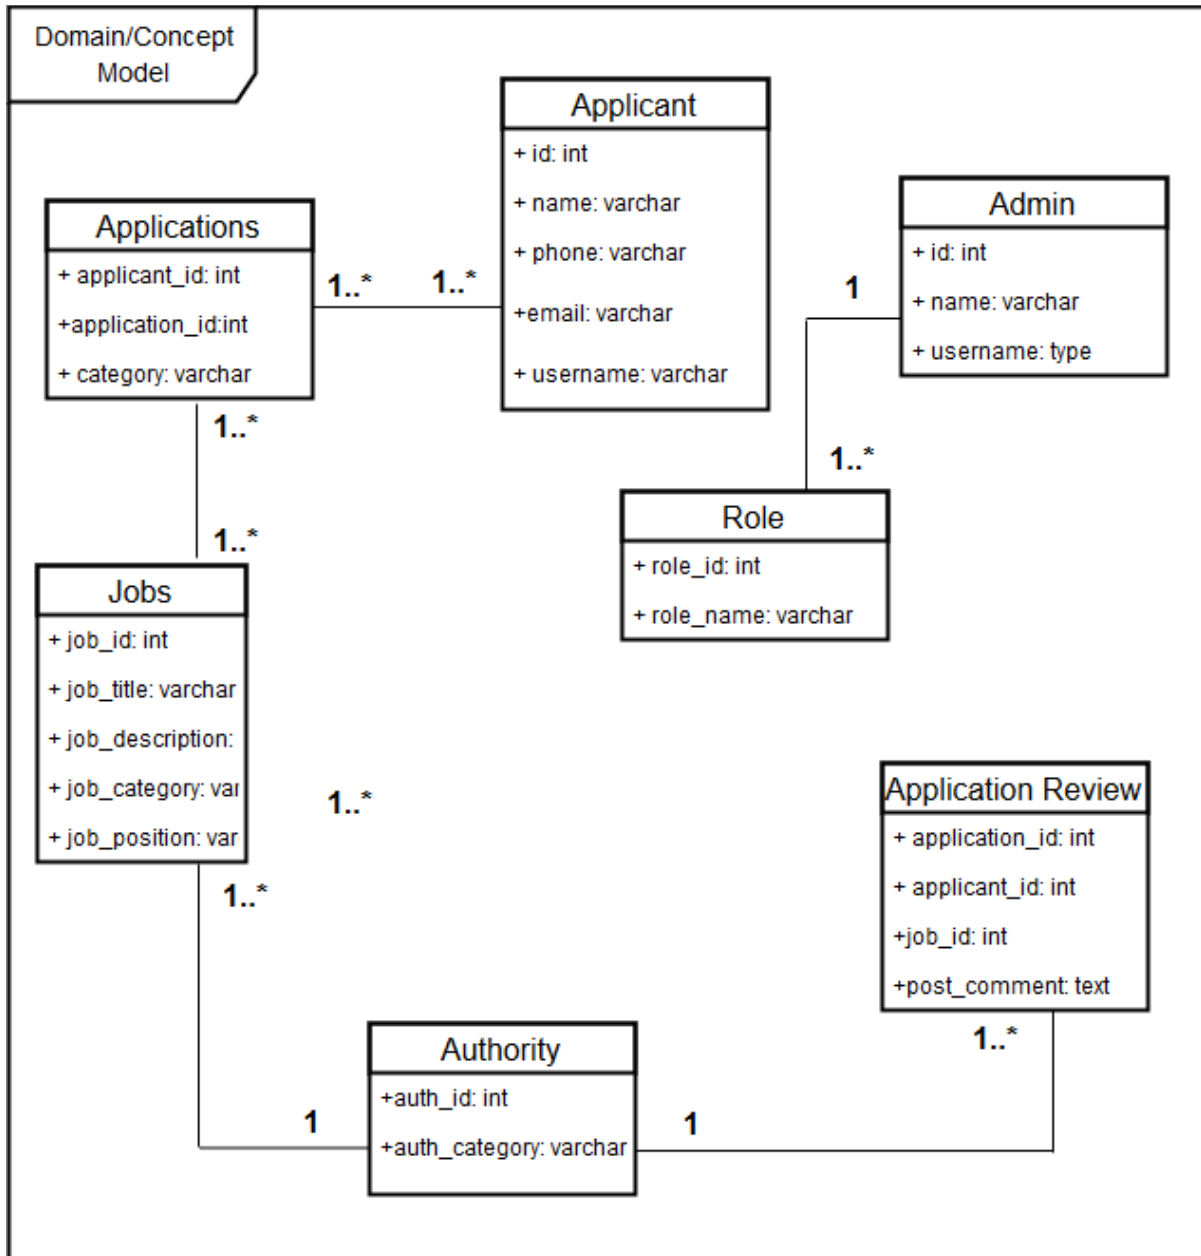 Domain/Concept
Model
Applicant
+ id: int
+ name: varchar
+ phone: varchar
+email: varchar
+ username: varchar
Applications
+ applicant_id: int
+application_id:int
+ category: varchar
1..*
1..*
Admin
+ id: int
+ name: varchar
+ username: type
1
1..*
Role
+ role_id: int
+ role_name: varchar
1..*
1..*
Jobs
+ job_id: int
+ job_title: varchar
+ job_description:
+ job_category: var
+ job_position: var
1..*
1..*
Application Review
+ application_id: int
+ applicant_id: int
+job_id: int
+post_comment: text
1..*
Authority
+auth_id: int
+auth_category: varchar
1
1